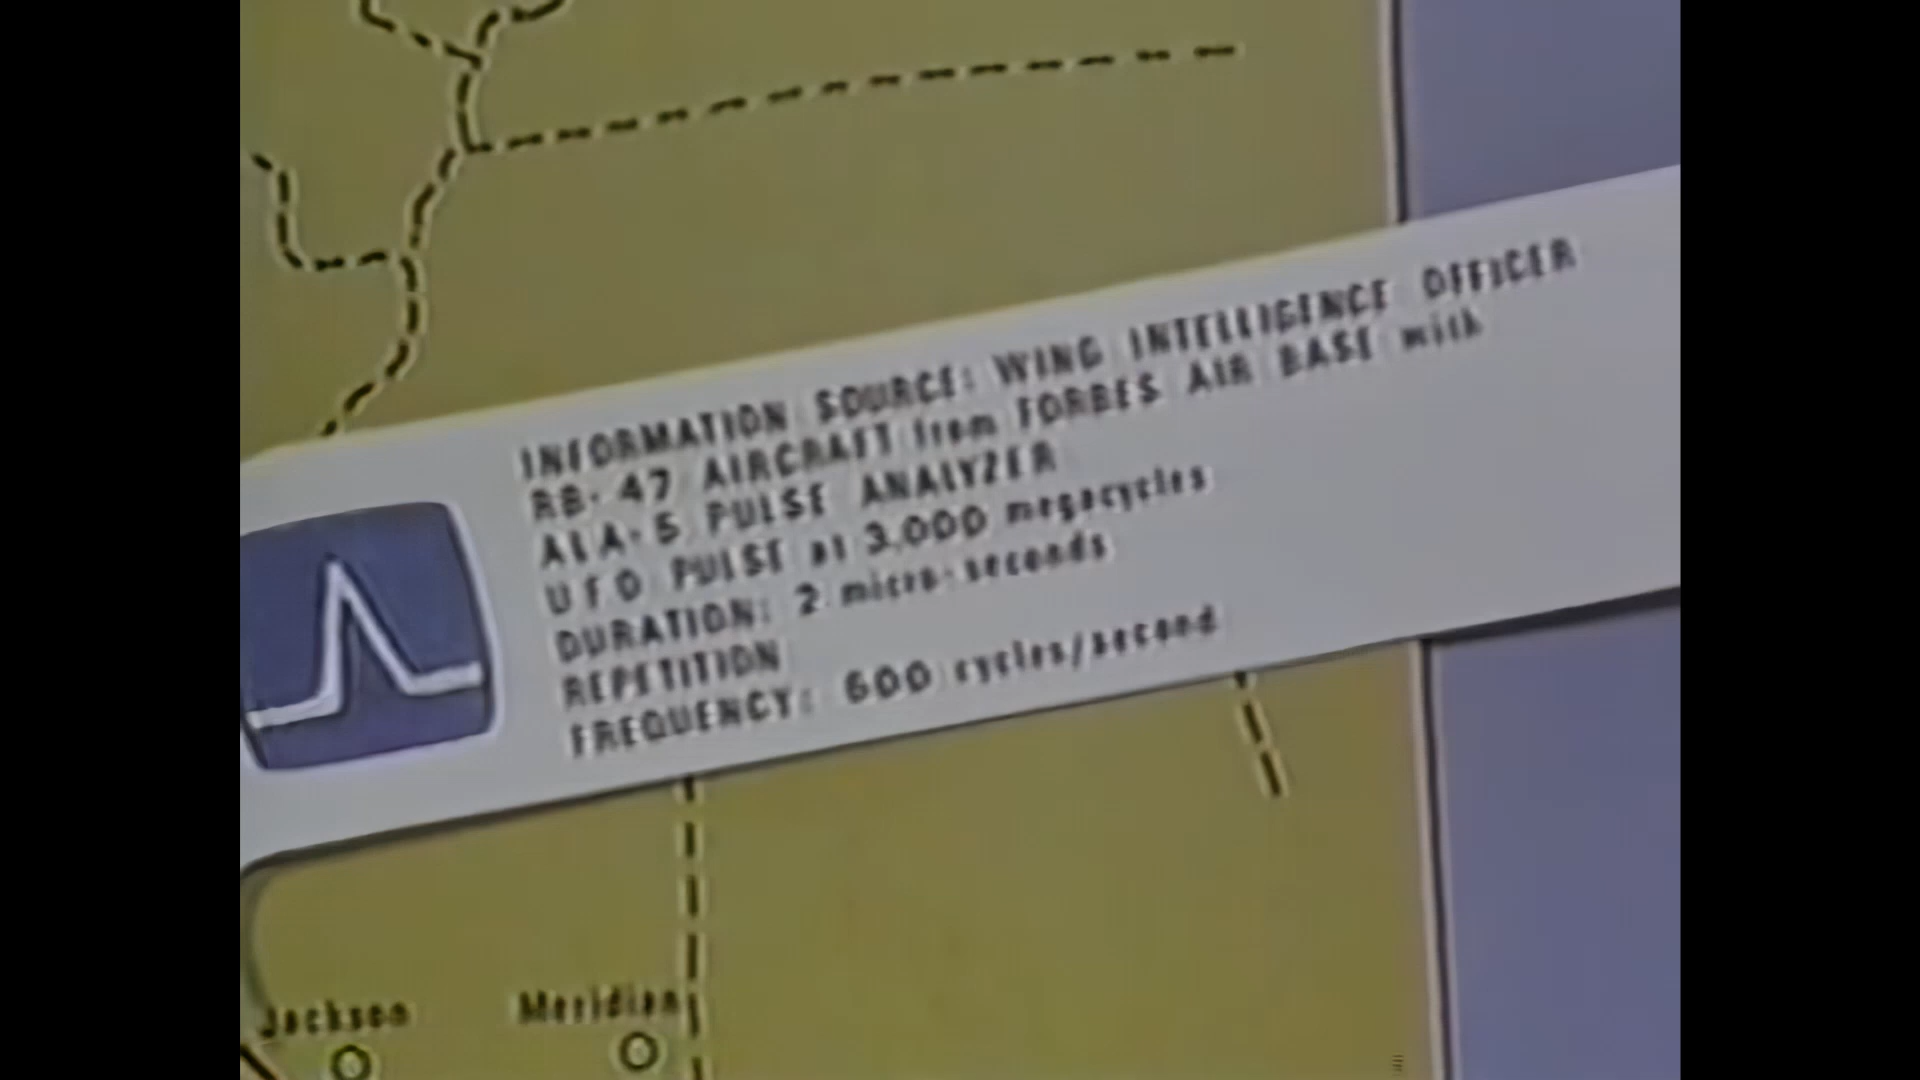 INFORMATION SOURCE: WING INTELLIGENCE OFFICER
RB-47 AIRCRAFT from FORBES AIR BASE with
ALA-5 PULSE ANALYZER
UFO PULSE at 3,000 megacycles
DURATION: 2 micro-seconds
REPETITION
FREQUENCY: 600 cycles/second
Jackson
Meridian